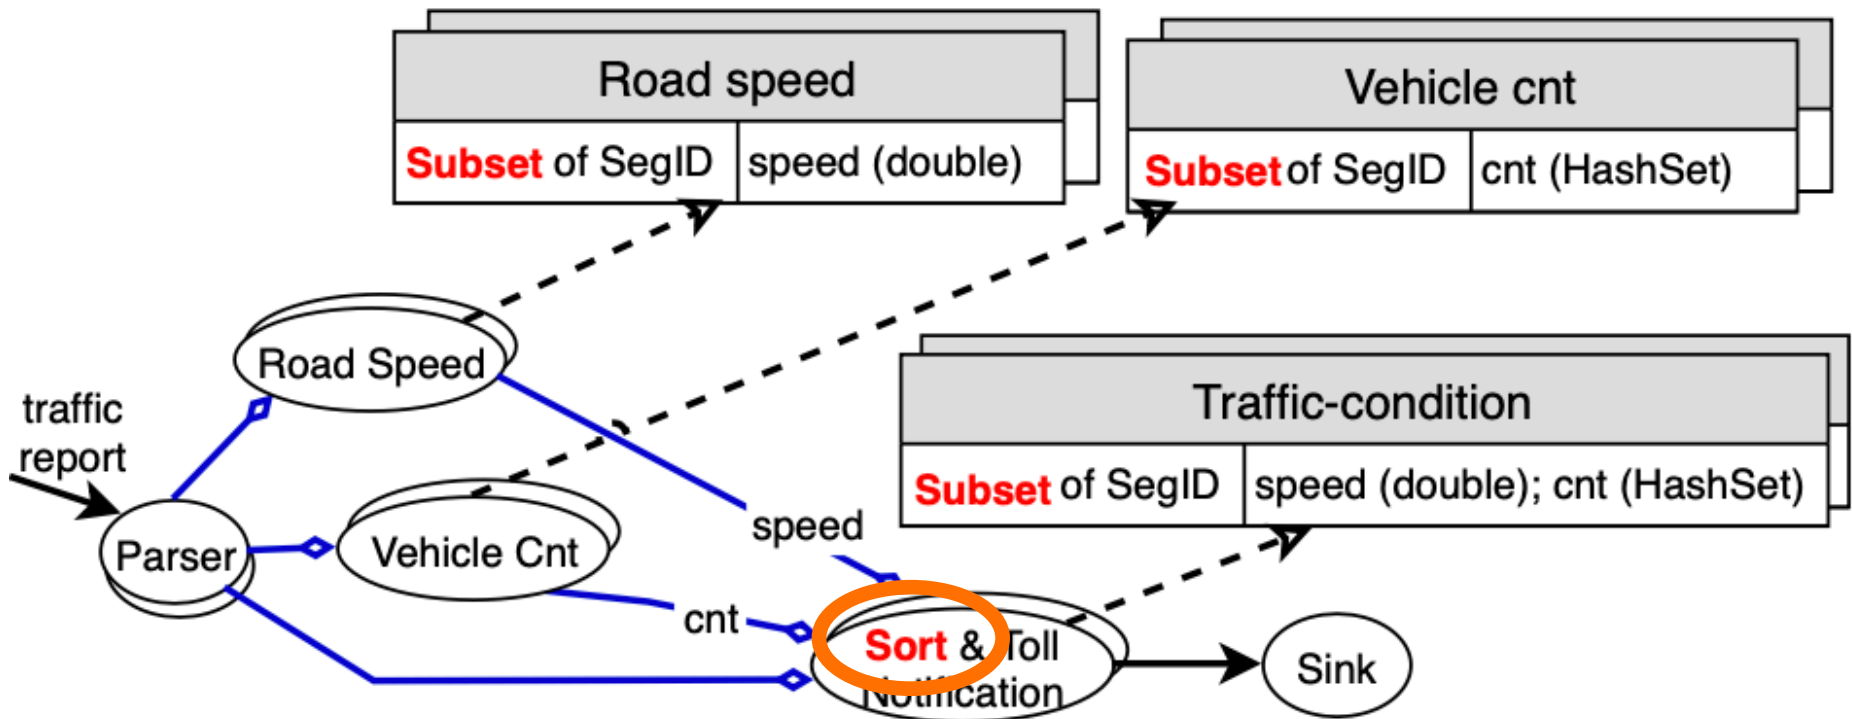 Road speed
Subset of SegID speed (double)
Vehicle cnt
Subset of SegID cnt (HashSet)
Road Speed
traffic
report
Traffic-condition
Subset of SegID speed (double); cnt (HashSet)
Parser
Vehicle Cnt
speed
cnt
Sort & Toll
Notification
Sink